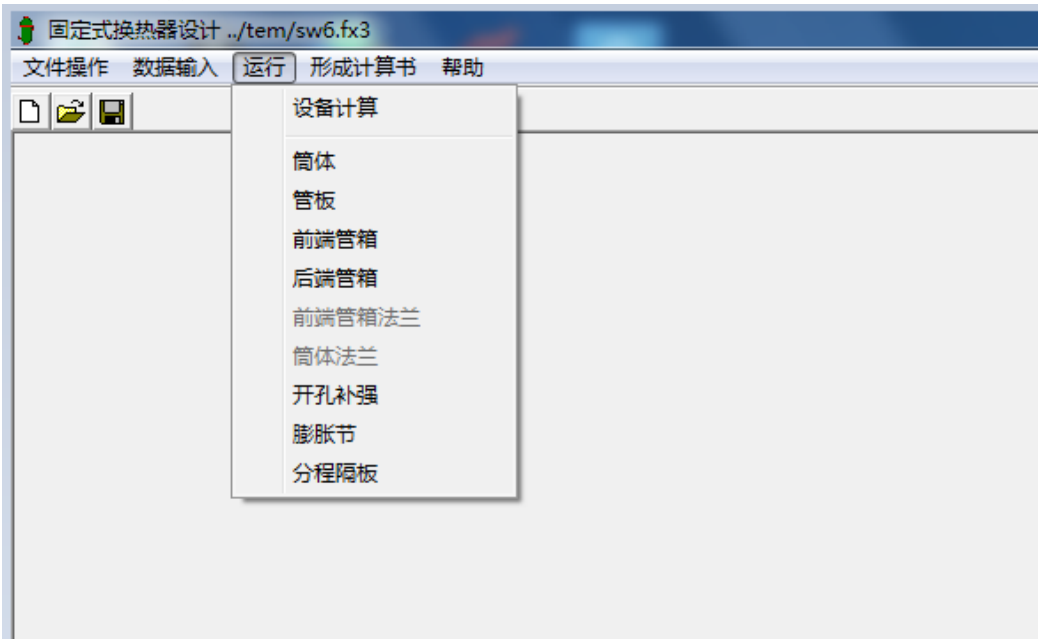 固定式换热器设计 ../tem/sw6.fx3
文件操作 数据输入 运行 形成计算书 帮助
设备计算
筒体
管板
前端管箱
后端管箱
前端管箱法兰
筒体法兰
开孔补强
膨胀节
分程隔板